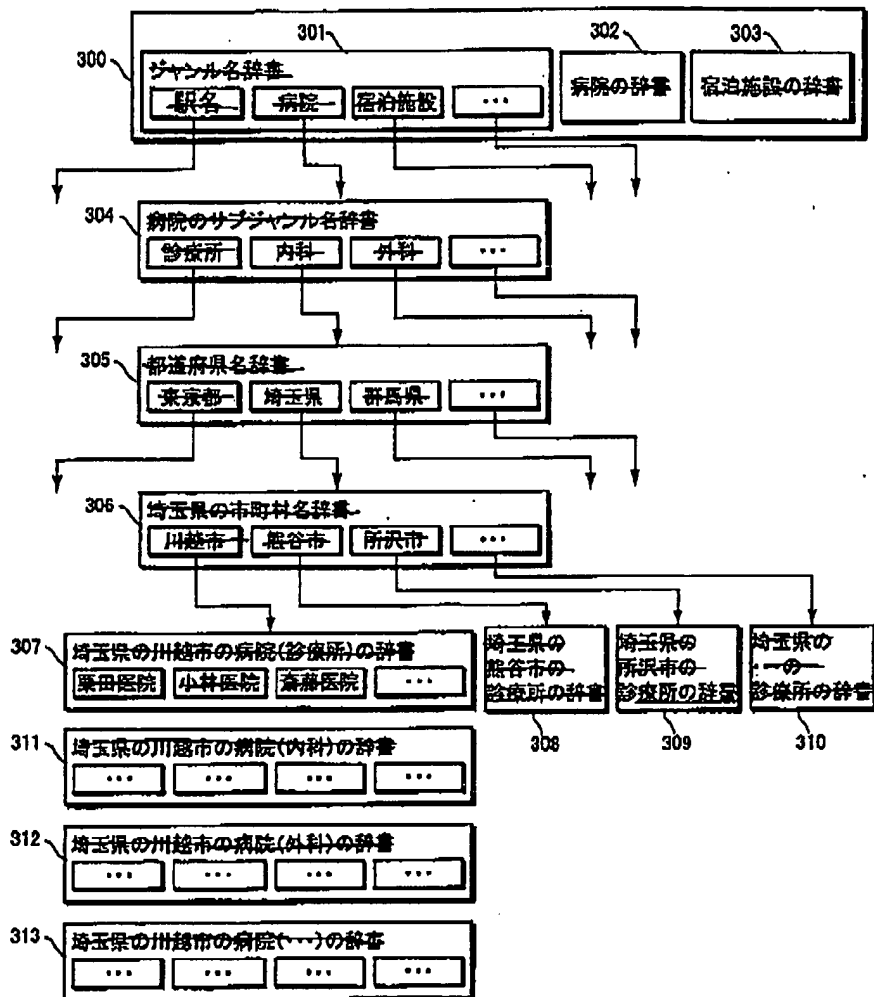 301
302
303
300
ジャンル名辞書
駅名 病院 宿泊施設 ・・・
病院の辞書
宿泊施設の辞書
304
病院のサブジャンル名辞書
診療所 内科 外科 ・・・
305
都道府県名辞書
東京都 埼玉県 群馬県 ・・・
306
埼玉県の市町村名辞書
川越市 熊谷市 所沢市 ・・・
307
埼玉県の川越市の病院(診療所)の辞書
栗田医院 小林医院 斎藤医院 ・・・
埼玉県の
熊谷市の
診療所の辞書
埼玉県の
所沢市の
診療所の辞書
埼玉県の
・・・の
診療所の辞書
308
309
310
311
埼玉県の川越市の病院(内科)の辞書
・・・ ・・・ ・・・ ・・・
312
埼玉県の川越市の病院(外科)の辞書
・・・ ・・・ ・・・ ・・・
313
埼玉県の川越市の病院(・・・)の辞書
・・・ ・・・ ・・・ ・・・